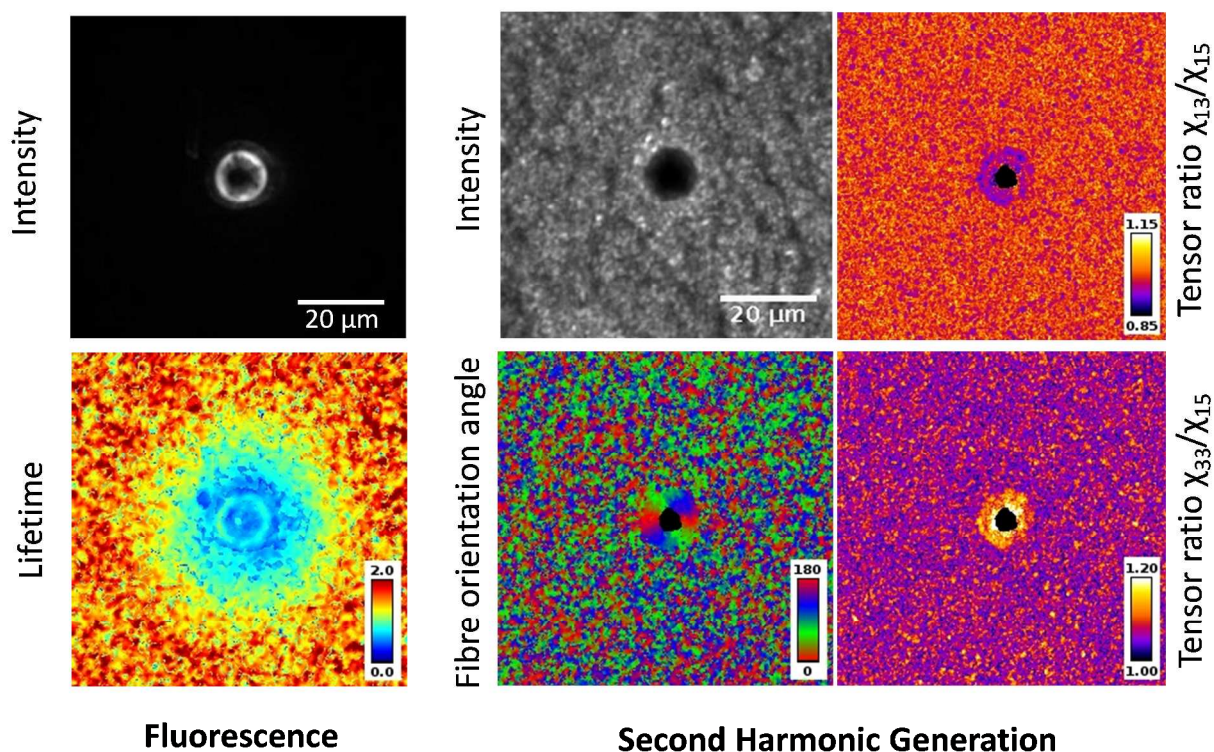 Intensity
20 μm
Intensity
20 μm
Tensor ratio χ13/χ15
1.15
0.85
Lifetime
2.0
0.0
Fibre orientation angle
180
0
Tensor ratio χ33/χ15
1.20
1.00
Fluorescence
Second Harmonic Generation